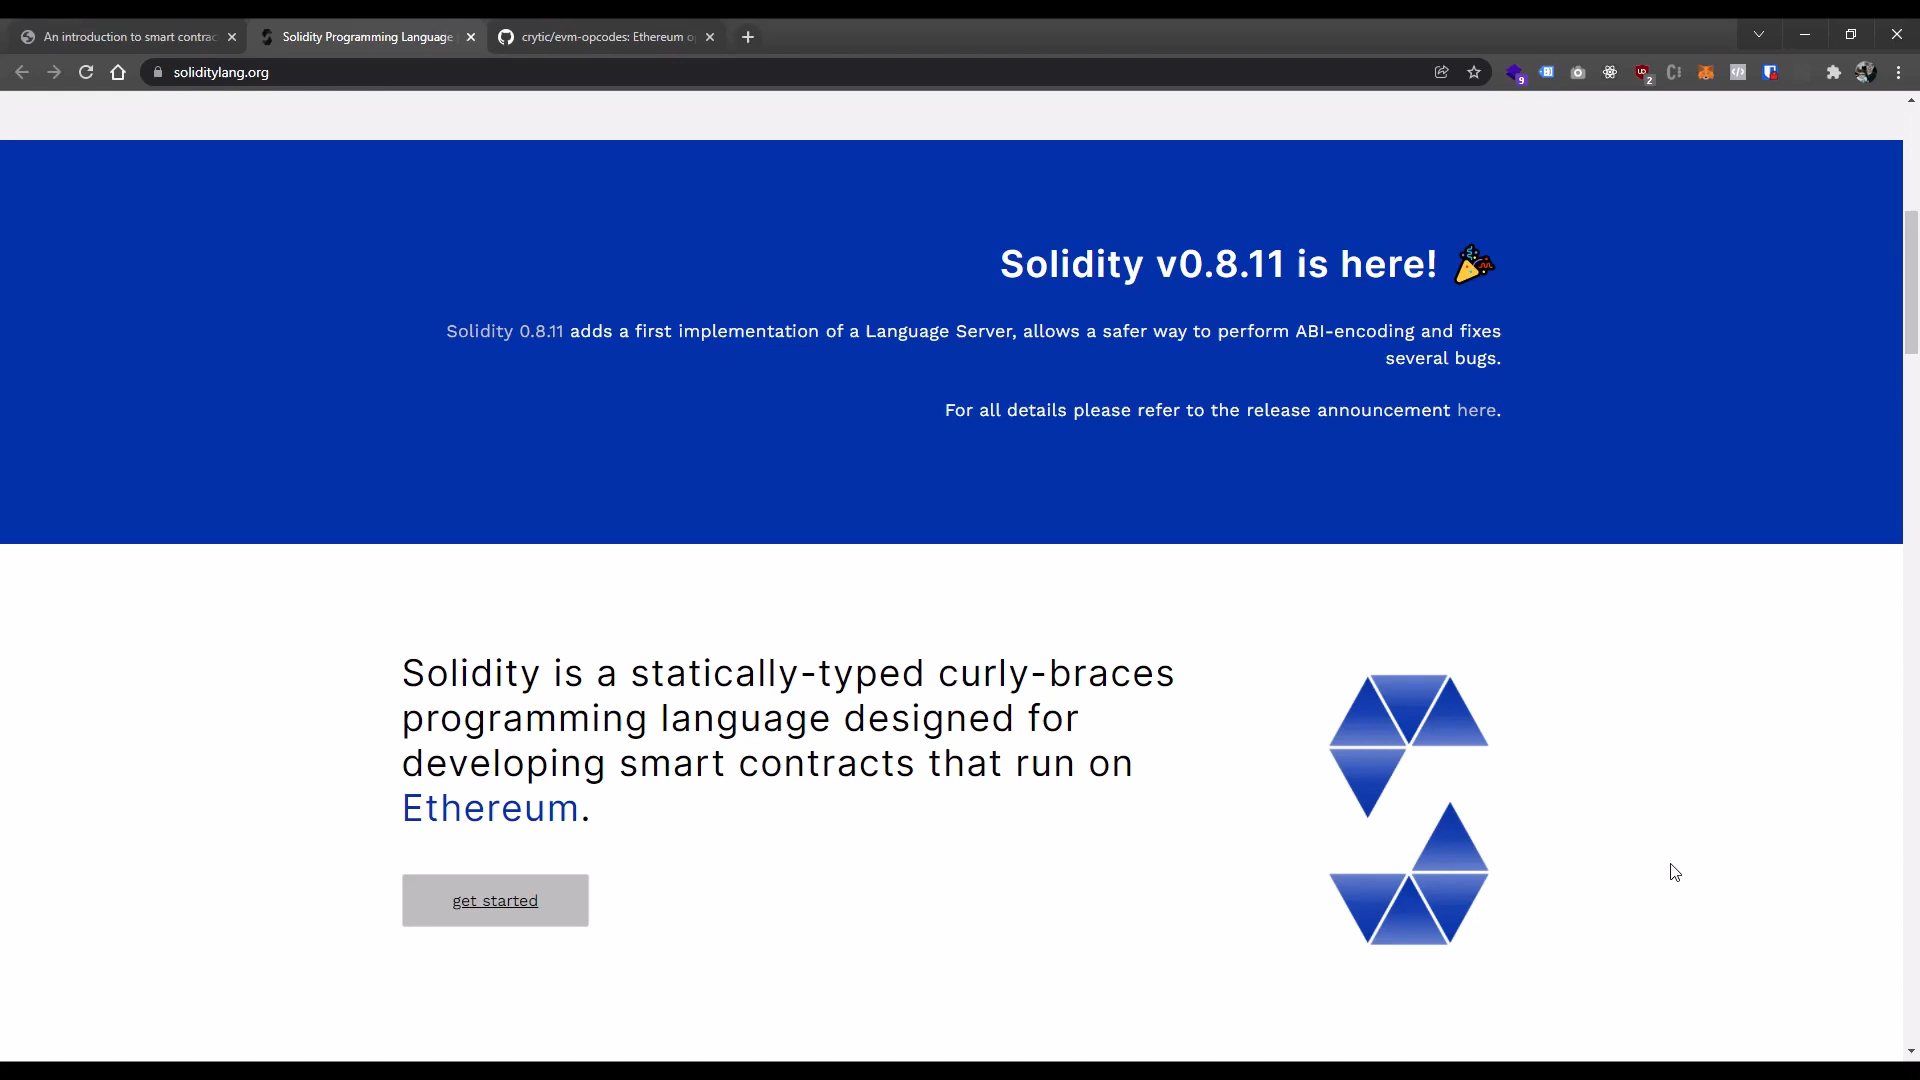 An introduction to smart contrac
Solidity Programming Language
crytic/evm-opcodes: Ethereum o
soliditylang.org
9
2
Solidity v0.8.11 is here! 🎉
Solidity 0.8.11 adds a first implementation of a Language Server, allows a safer way to perform ABI-encoding and fixes
several bugs.
For all details please refer to the release announcement here.
Solidity is a statically-typed curly-braces
programming language designed for
developing smart contracts that run on
Ethereum.
get started